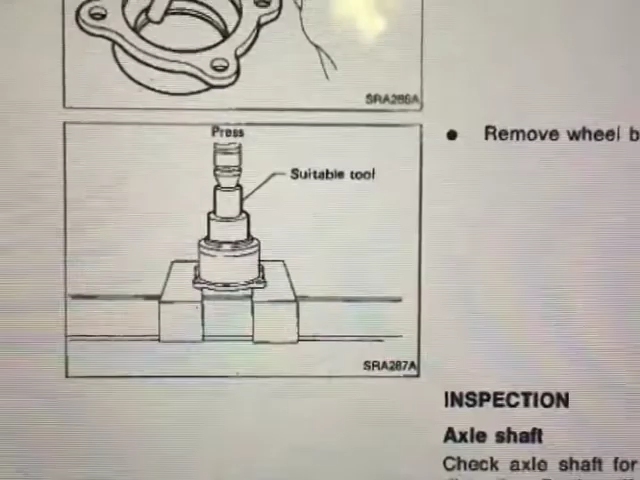 SRA286A
Press
Suitable tool
SRA287A
● Remove wheel b
INSPECTION
Axle shaft
Check axle shaft for